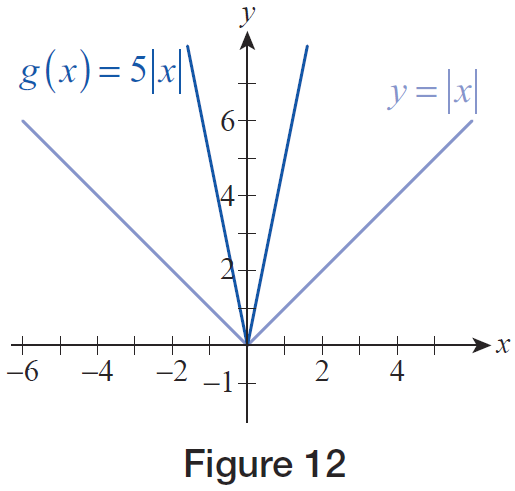 y
g(x) = 5|x|
y = |x|
6
4
2
x
–6 –4 –2 2 4
–1
Figure 12